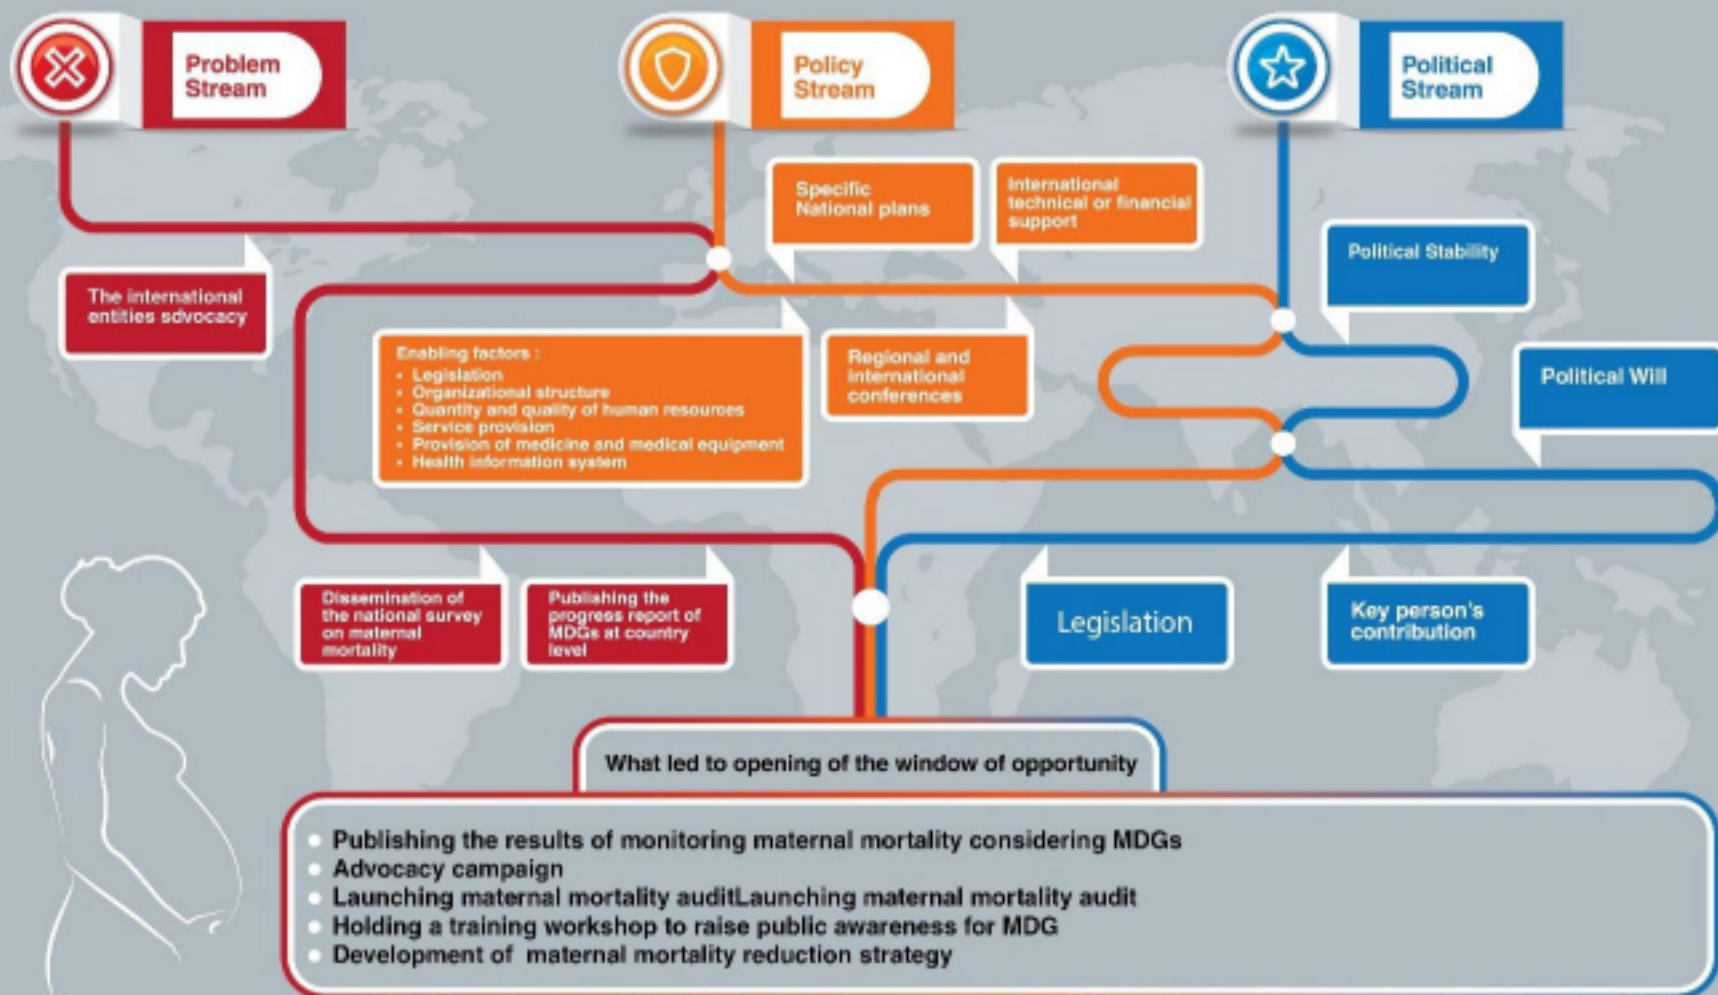 Problem
Stream
Policy
Stream
Political
Stream
Specific
National plans
International
technical or financial
support
Political Stability
The international
entities sdvocacy
Enabling factors :
• Legislation
• Organizational structure
• Quantity and quality of human resources
• Service provision
• Provision of medicine and medical equipment
• Health information system
Regional and
international
conferences
Political Will
Dissemination of
the national survey
on maternal
mortality
Publishing the
progress report of
MDGs at country
level
Legislation
Key person's
contribution
What led to opening of the window of opportunity
• Publishing the results of monitoring maternal mortality considering MDGs
• Advocacy campaign
• Launching maternal mortality auditLaunching maternal mortality audit
• Holding a training workshop to raise public awareness for MDG
• Development of maternal mortality reduction strategy